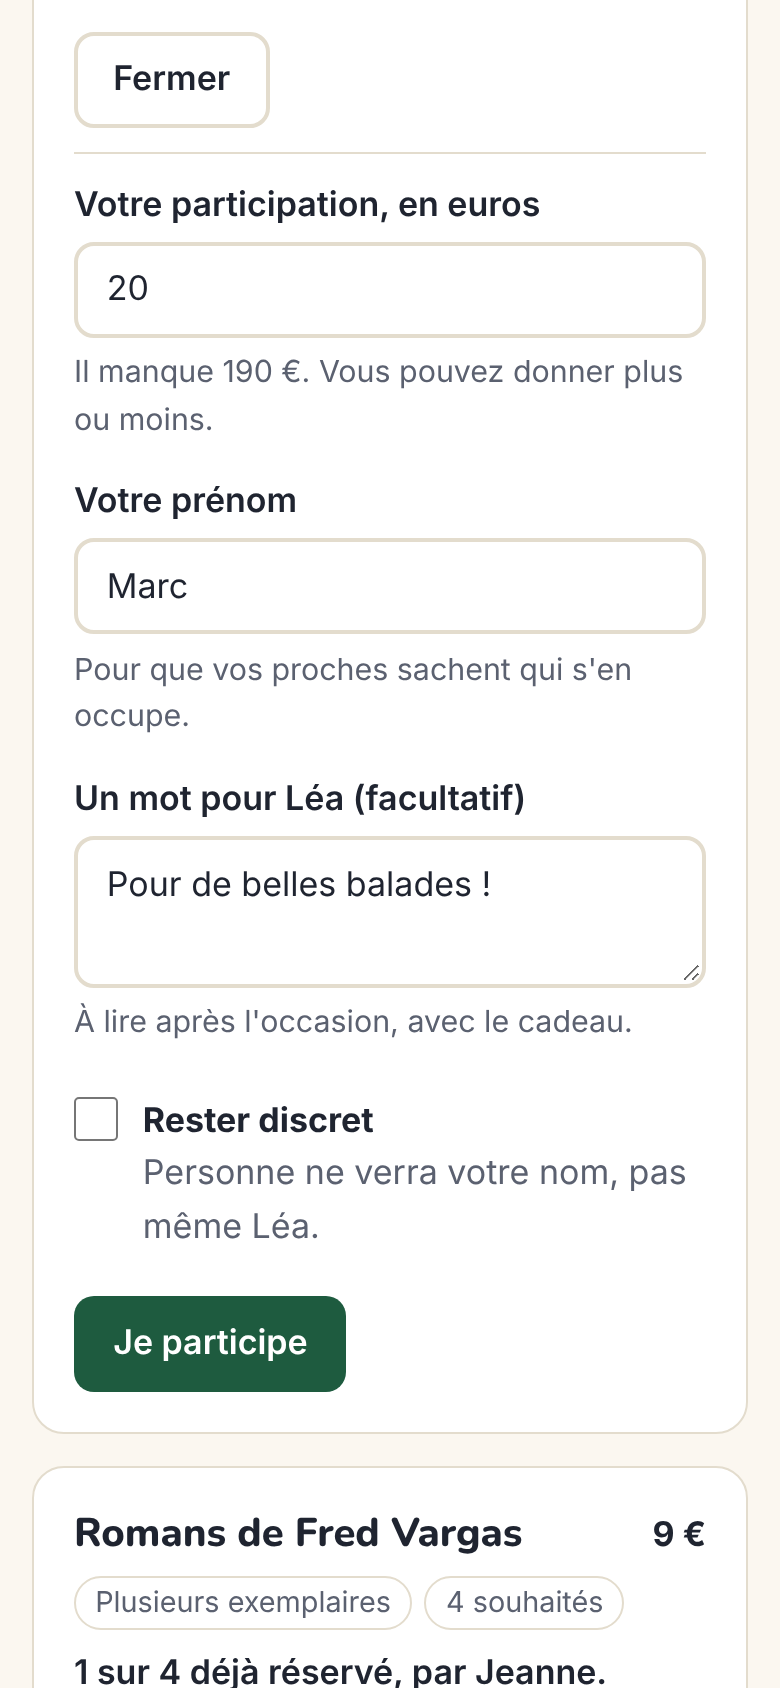 Fermer
Votre participation, en euros
20
Il manque 190 €. Vous pouvez donner plus
ou moins.
Votre prénom
Marc
Pour que vos proches sachent qui s'en
occupe.
Un mot pour Léa (facultatif)
Pour de belles balades !
À lire après l'occasion, avec le cadeau.
Rester discret
Personne ne verra votre nom, pas
même Léa.
Je participe
Romans de Fred Vargas 9 €
Plusieurs exemplaires 4 souhaités
1 sur 4 déjà réservé, par Jeanne.